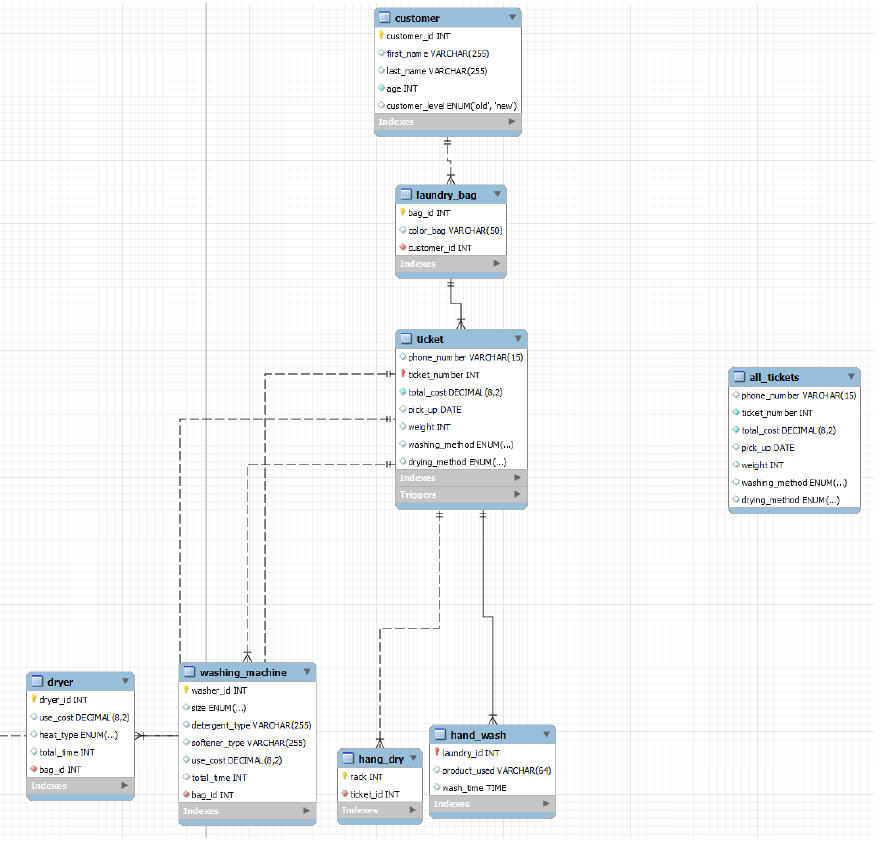 customer
customer_id INT
first_name VARCHAR(255)
last_name VARCHAR(255)
age INT
customer_level ENUM('old', 'new')
Indexes
laundry_bag
bag_id INT
color_bag VARCHAR(50)
customer_id INT
Indexes
ticket
phone_number VARCHAR(15)
ticket_number INT
total_cost DECIMAL(8,2)
pick_up DATE
weight INT
washing_method ENUM(...)
drying_method ENUM(...)
Indexes
Triggers
all_tickets
phone_number VARCHAR(15)
ticket_number INT
total_cost DECIMAL(8,2)
pick_up DATE
weight INT
washing_method ENUM(...)
drying_method ENUM(...)
dryer
dryer_id INT
use_cost DECIMAL(8,2)
heat_type ENUM(...)
total_time INT
bag_id INT
Indexes
washing_machine
washer_id INT
size ENUM(...)
detergent_type VARCHAR(255)
softener_type VARCHAR(255)
use_cost DECIMAL(8,2)
total_time INT
bag_id INT
Indexes
hang_dry
rack INT
ticket_id INT
Indexes
hand_wash
laundry_id INT
product_used VARCHAR(64)
wash_time TIME
Indexes